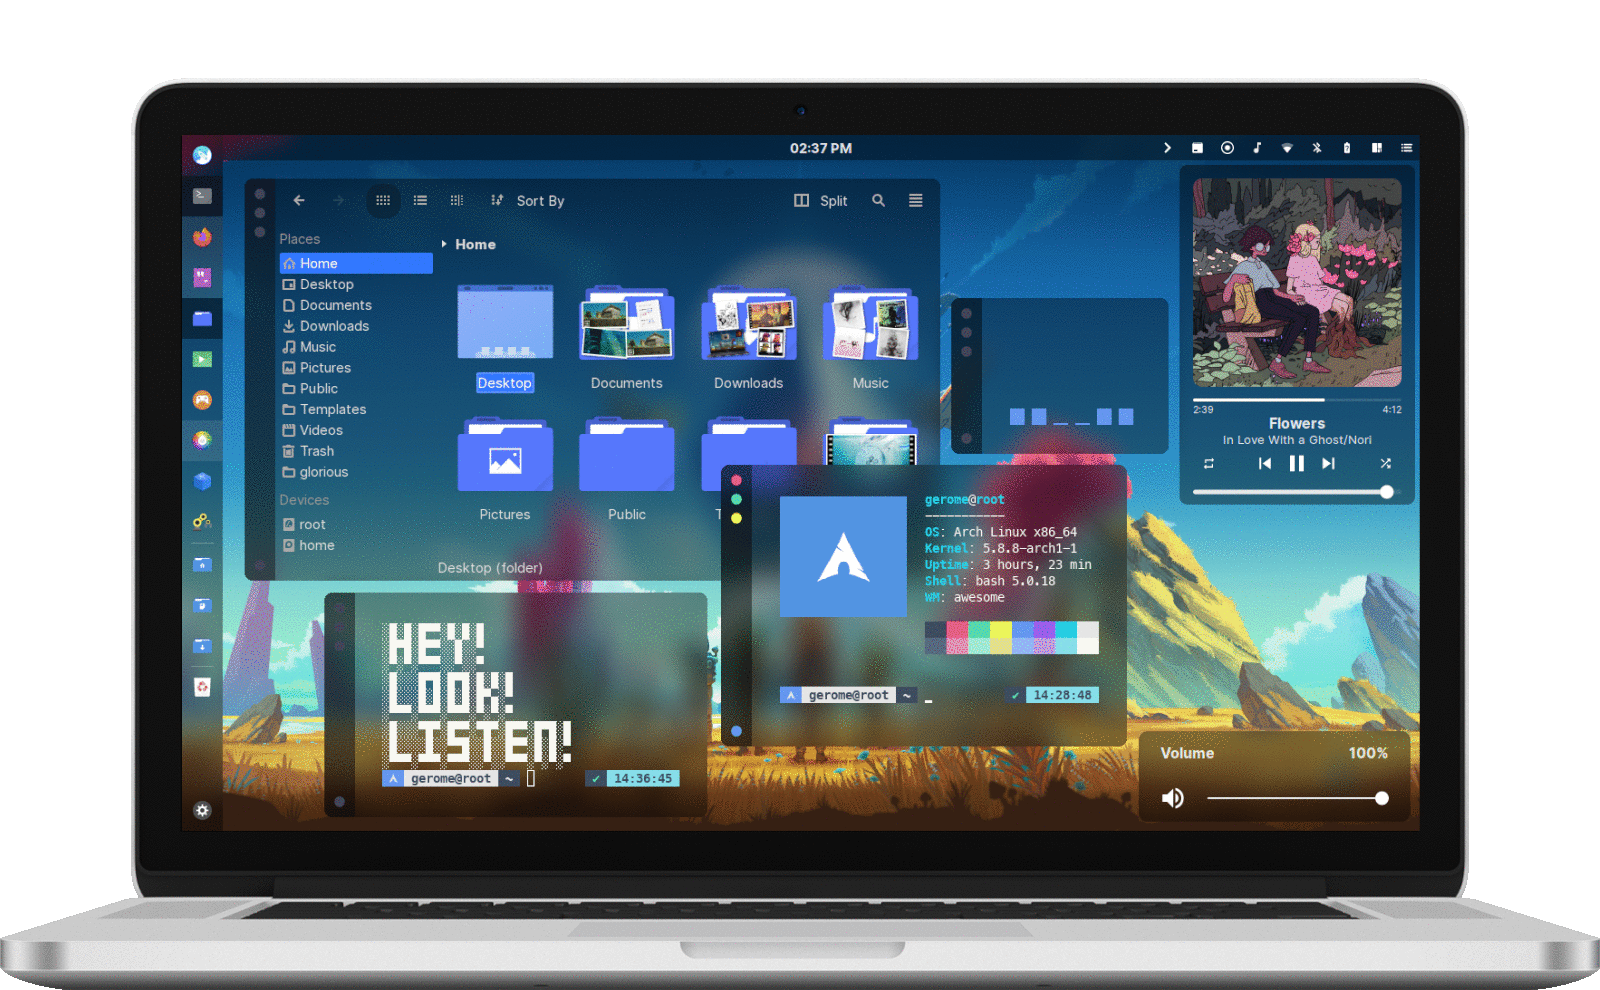 02:37 PM
Sort By
Split
Places
Home
Desktop
Documents
Downloads
Music
Pictures
Public
Templates
Videos
Trash
glorious
Devices
root
home
Home
Desktop
Documents
Downloads
Music
Pictures
Public
T
Desktop (folder)
HEY!
LOOK!
LISTEN!
gerome@root ~
✓ 14:36:45
gerome@root
-----------
OS: Arch Linux x86_64
Kernel: 5.8.8-arch1-1
Uptime: 3 hours, 23 min
Shell: bash 5.0.18
WM: awesome
gerome@root ~
✓ 14:28:48
2:39
4:12
Flowers
In Love With a Ghost/Nori
Volume
100%